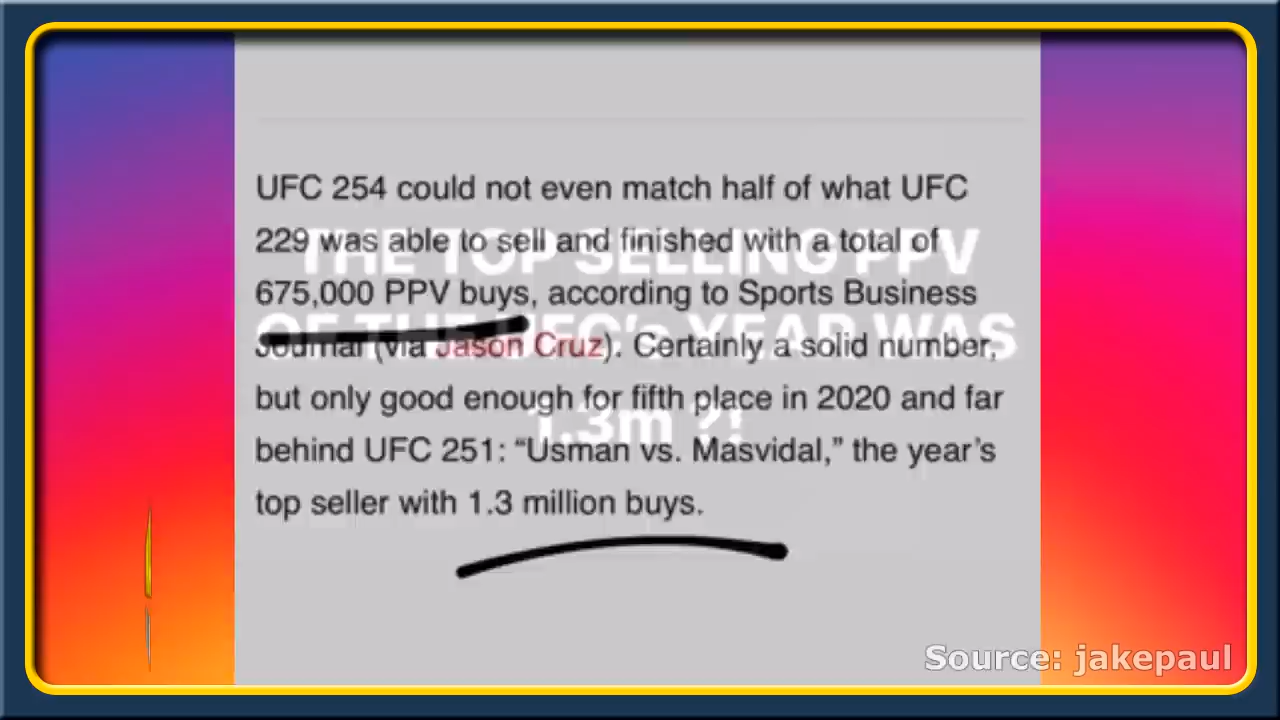 UFC 254 could not even match half of what UFC
229 was able to sell and finished with a total of
675,000 PPV buys, according to Sports Business
Journal (via Jason Cruz). Certainly a solid number,
but only good enough for fifth place in 2020 and far
behind UFC 251: “Usman vs. Masvidal,” the year’s
top seller with 1.3 million buys.
THE TOP SELLING PPV
OF THE UFC's YEAR WAS
1.3m ?!
Source: jakepaul